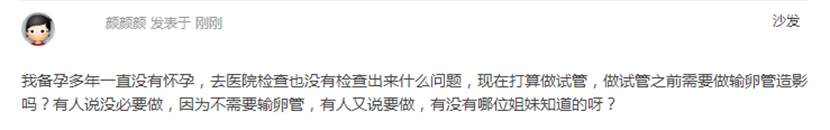 颜颜颜 发表于 刚刚
沙发
我备孕多年一直没有怀孕，去医院检查也没有检查出来什么问题，现在打算做试管，做试管之前需要做输卵管造影
吗？有人说没必要做，因为不需要输卵管，有人又说要做，有没有哪位姐妹知道的呀？